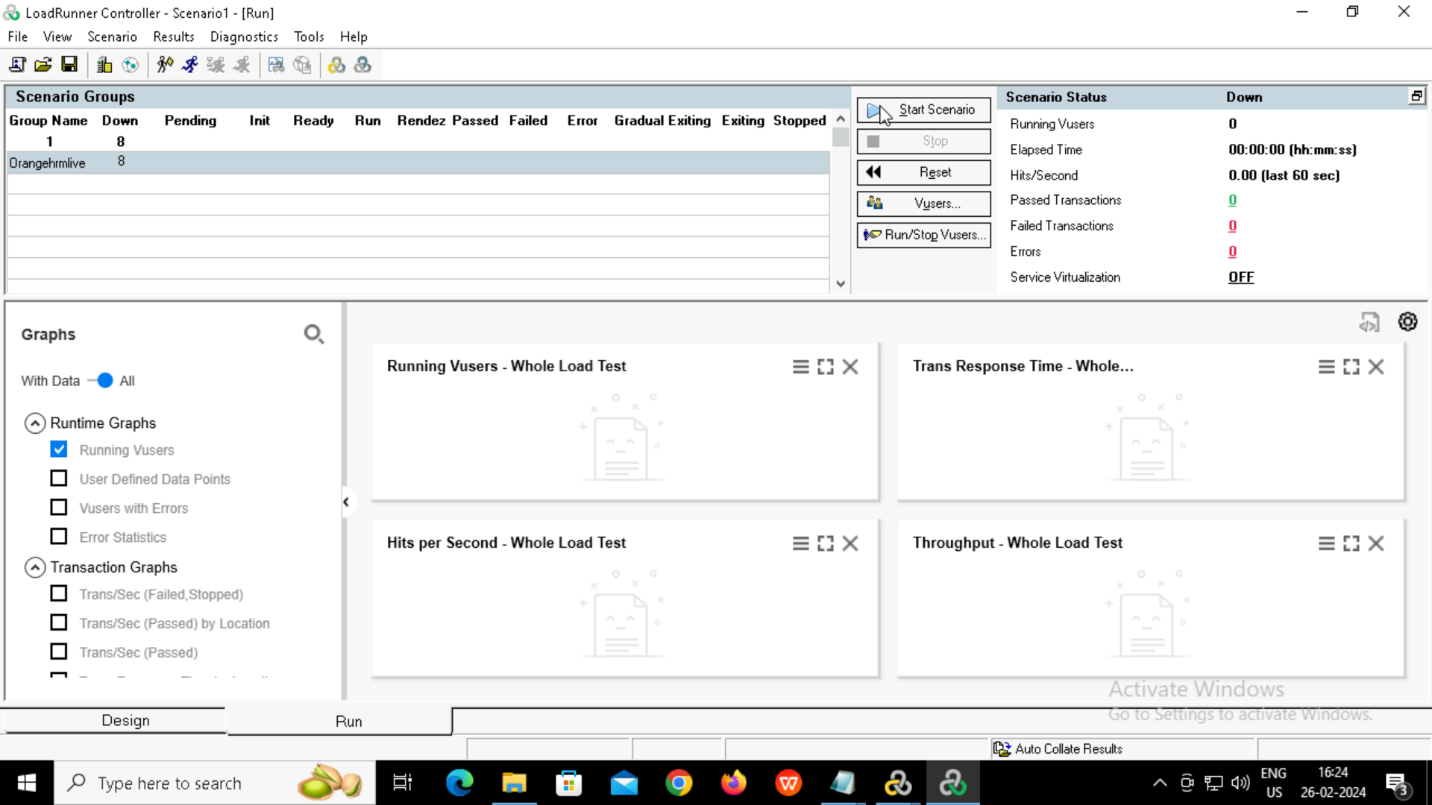 LoadRunner Controller - Scenario1 - [Run]
File View Scenario Results Diagnostics Tools Help
Scenario Groups
Group Name Down Pending Init Ready Run Rendez Passed Failed Error Gradual Exiting Exiting Stopped
1 8
Orangehrmlive 8
Start Scenario
Stop
Reset
Vusers...
Run/Stop Vusers...
Scenario Status Down
Running Vusers 0
Elapsed Time 00:00:00 (hh:mm:ss)
Hits/Second 0.00 (last 60 sec)
Passed Transactions 0
Failed Transactions 0
Errors 0
Service Virtualization OFF
Graphs
With Data All
Runtime Graphs
Running Vusers
User Defined Data Points
Vusers with Errors
Error Statistics
Transaction Graphs
Trans/Sec (Failed,Stopped)
Trans/Sec (Passed) by Location
Trans/Sec (Passed)
Running Vusers - Whole Load Test
Trans Response Time - Whole...
Hits per Second - Whole Load Test
Throughput - Whole Load Test
Activate Windows
Go to Settings to activate Windows.
Design Run
Auto Collate Results
Type here to search
ENG
US
16:24
26-02-2024
3